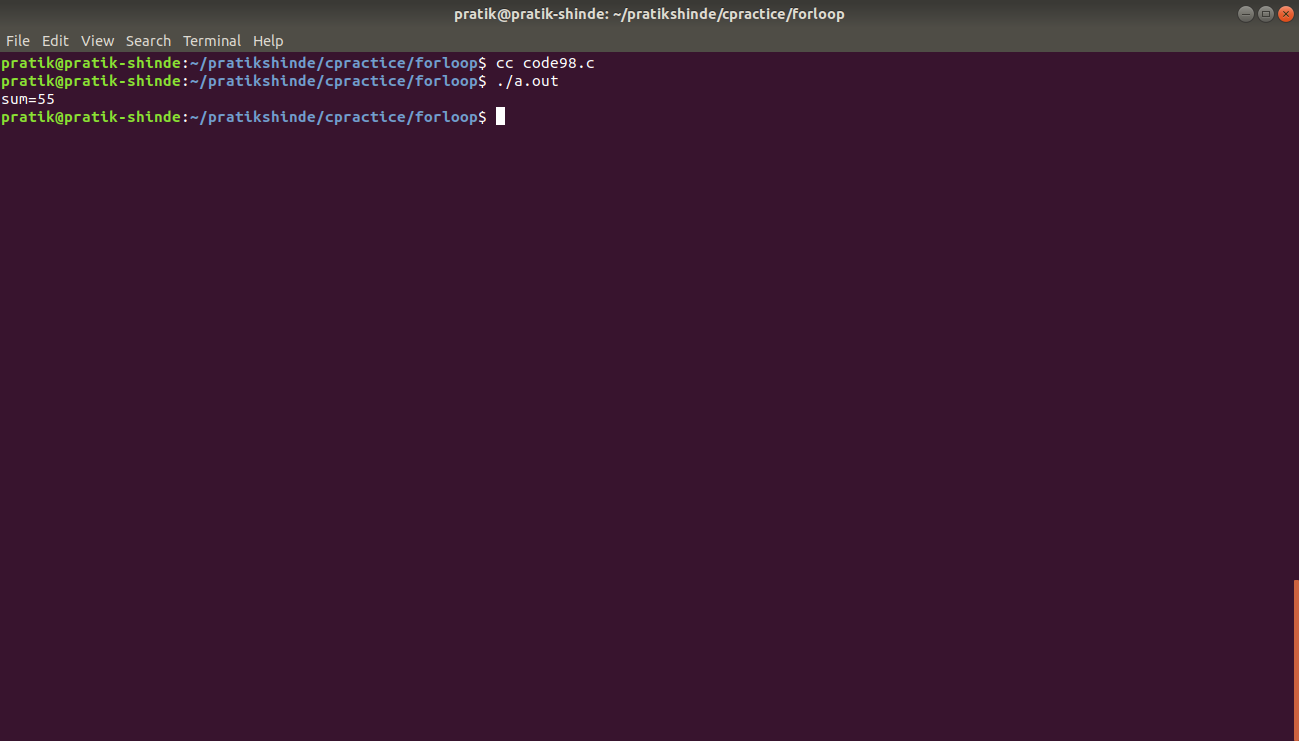 pratik@pratik-shinde: ~/pratikshinde/cpractice/forloop
File Edit View Search Terminal Help
pratik@pratik-shinde:~/pratikshinde/cpractice/forloop$ cc code98.c
pratik@pratik-shinde:~/pratikshinde/cpractice/forloop$ ./a.out
sum=55
pratik@pratik-shinde:~/pratikshinde/cpractice/forloop$